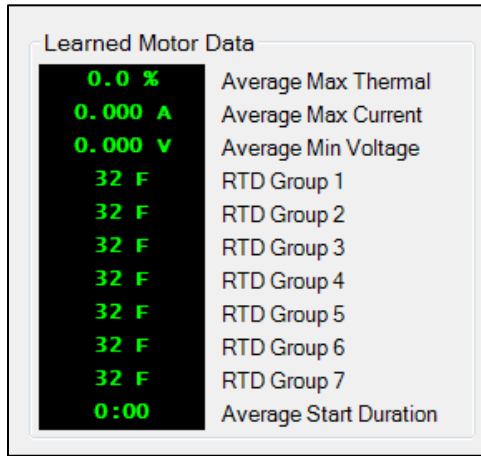 Learned Motor Data
0.0 % Average Max Thermal
0.000 A Average Max Current
0.000 V Average Min Voltage
32 F RTD Group 1
32 F RTD Group 2
32 F RTD Group 3
32 F RTD Group 4
32 F RTD Group 5
32 F RTD Group 6
32 F RTD Group 7
0:00 Average Start Duration